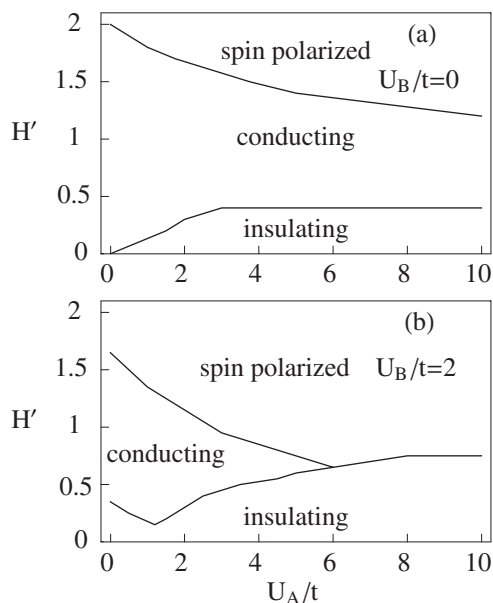 2
(a)
spin polarized
1.5
U_B/t=0
H′
1
conducting
0.5
insulating
0
0 2 4 6 8 10
2
(b)
1.5
spin polarized U_B/t=2
H′
1
conducting
0.5
insulating
0
0 2 4 6 8 10
U_A/t